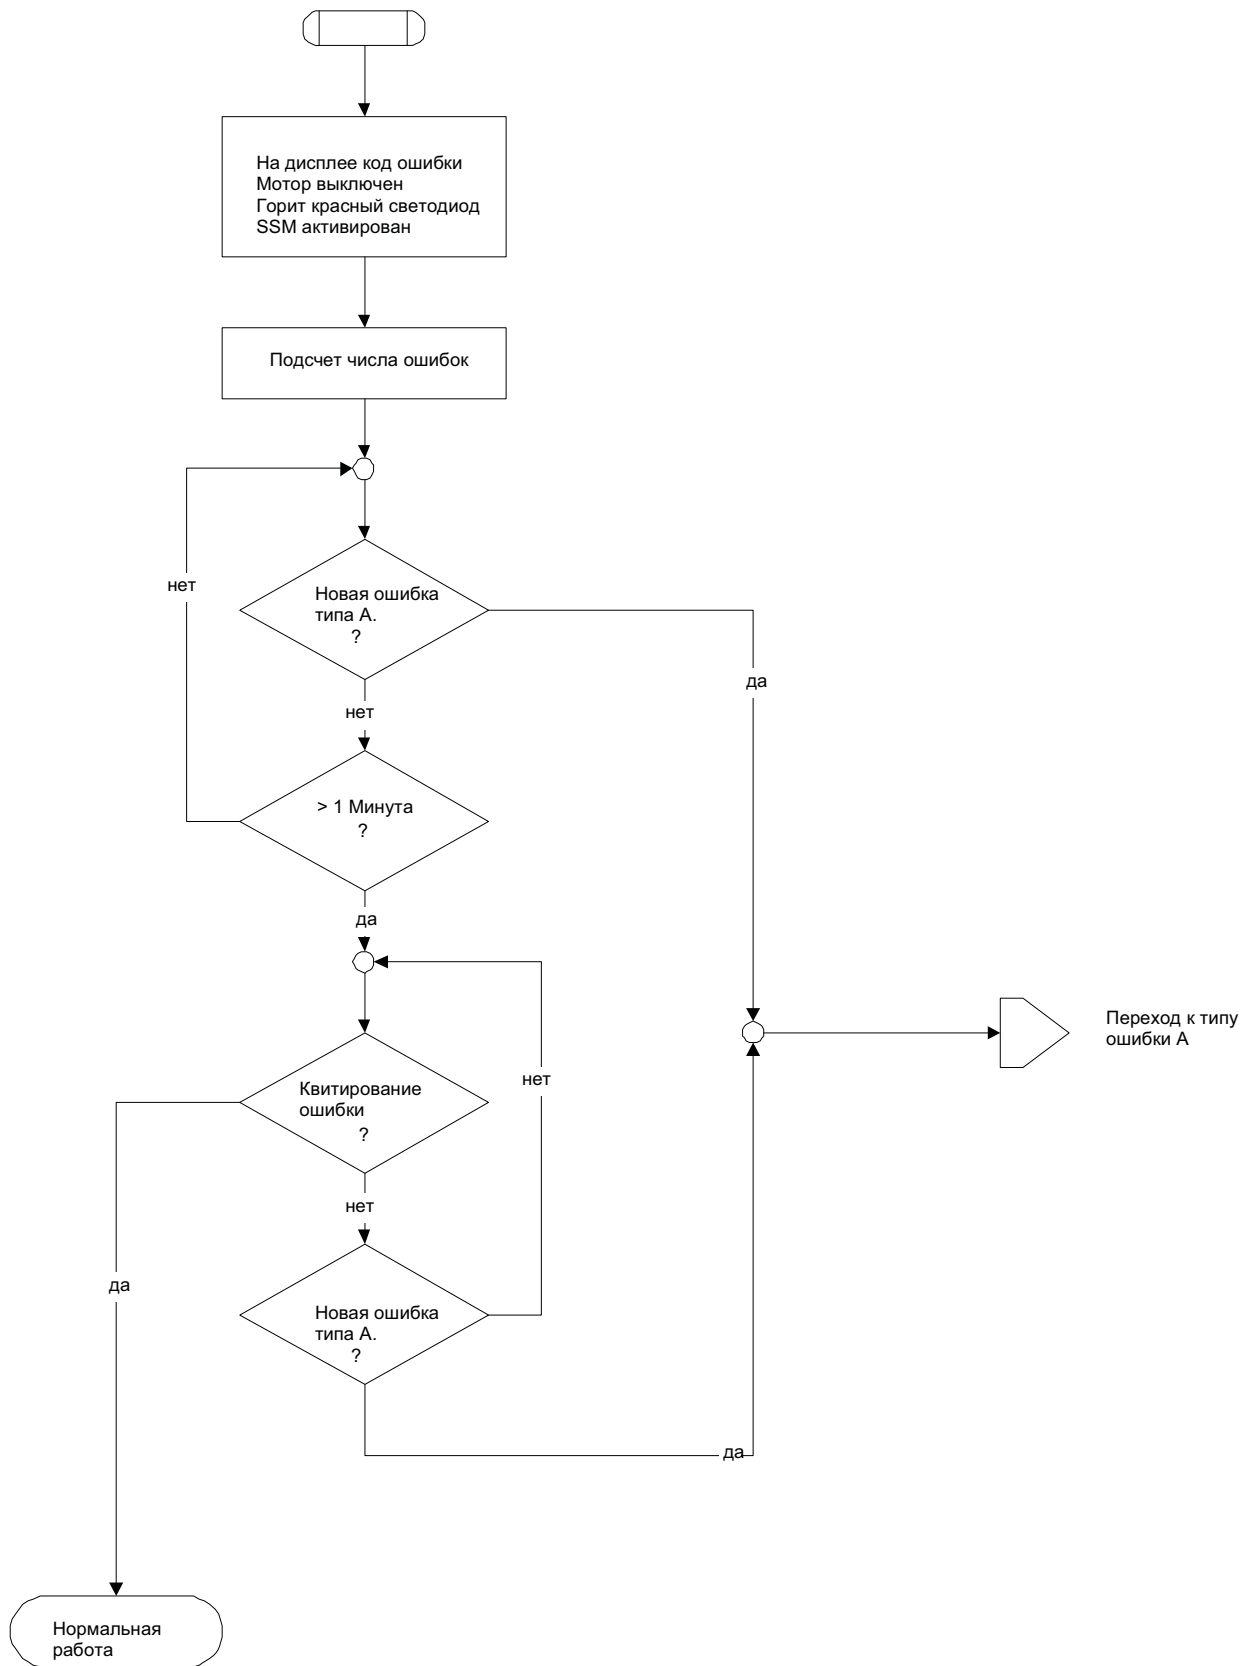 На дисплее код ошибки
Мотор выключен
Горит красный светодиод
SSM активирован
Подсчет числа ошибок
нет
Новая ошибка
типа А.
?
да
нет
> 1 Минута
?
да
Переход к типу
ошибки А
нет
Квитирование
ошибки
?
нет
да
Новая ошибка
типа А.
?
да
Нормальная
работа